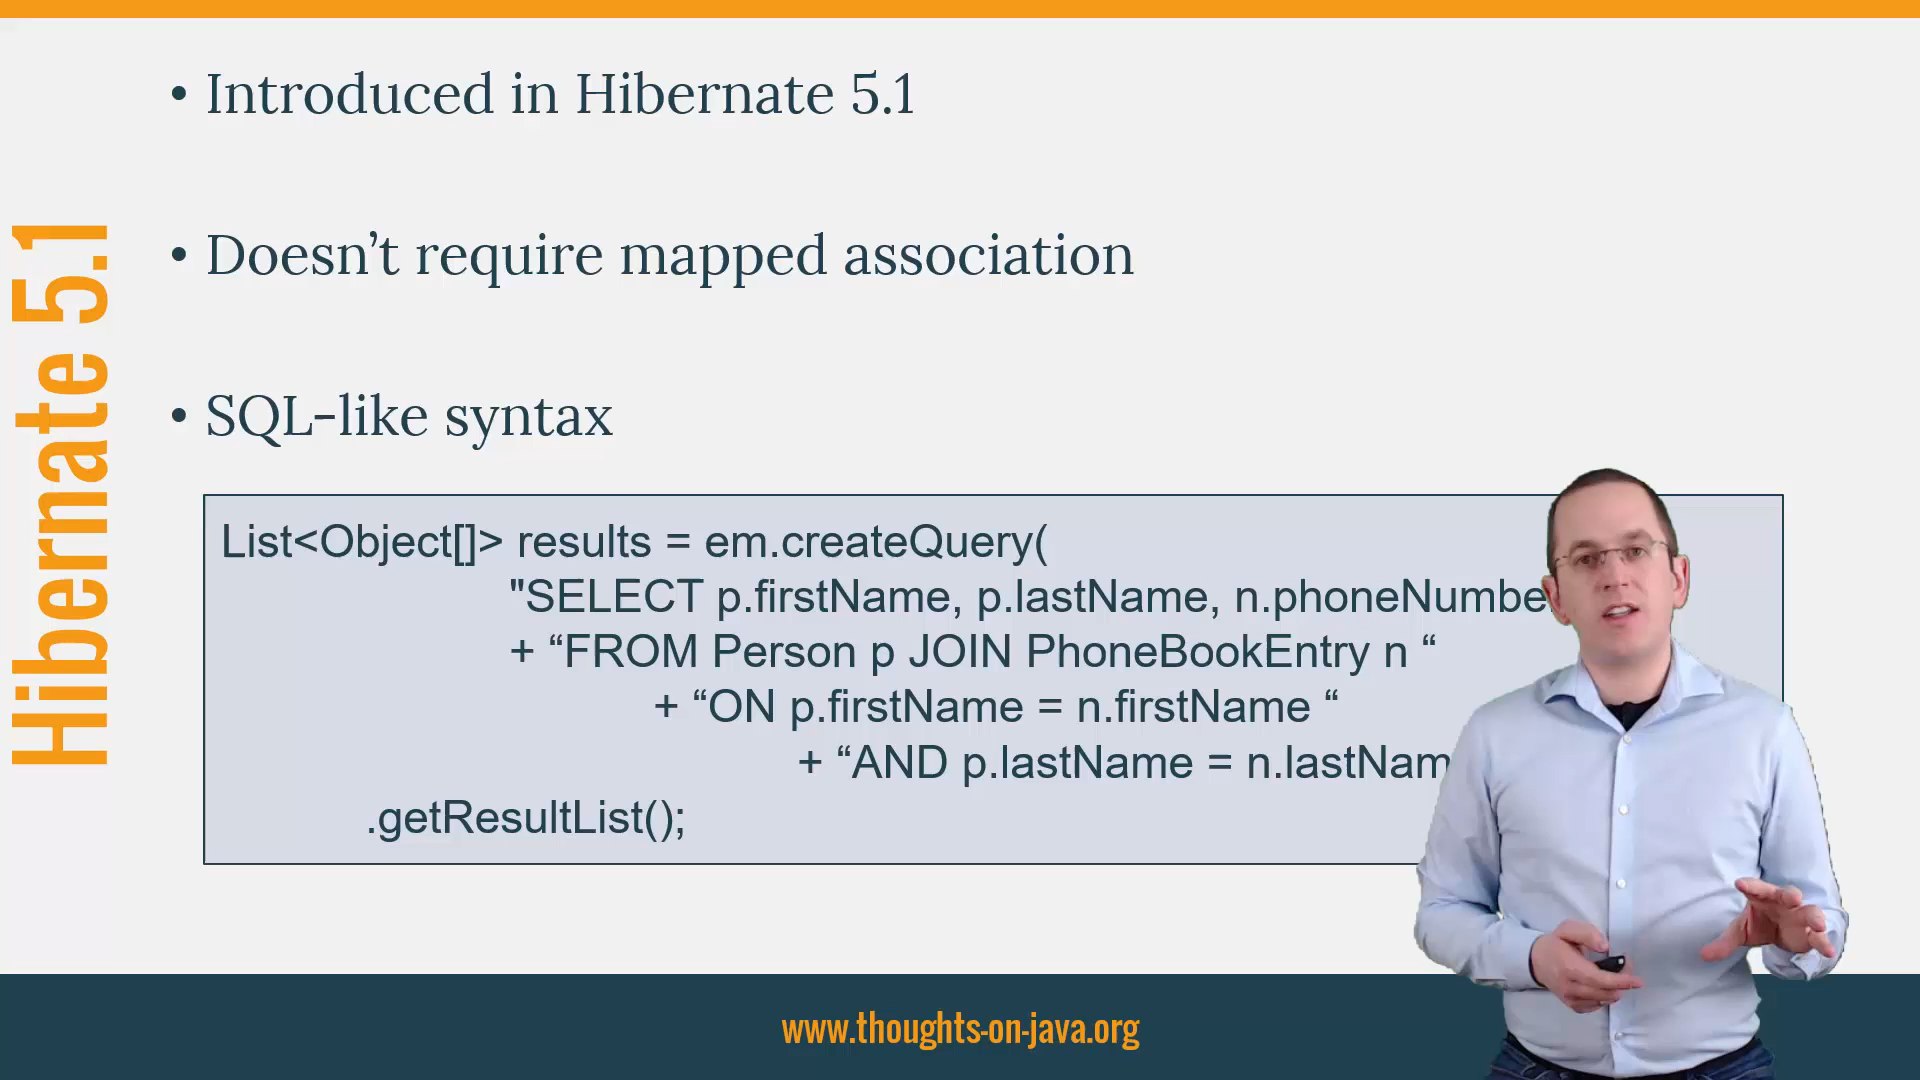 • Introduced in Hibernate 5.1
• Doesn’t require mapped association
• SQL-like syntax
Hibernate 5.1
List<Object[]> results = em.createQuery(
"SELECT p.firstName, p.lastName,
+ “FROM Person p JOIN PhoneBookEntry n “
+ “ON p.firstName = n.firstName “
+ “AND p.lastName =
.getResultList();
www.thoughts-on-java.org